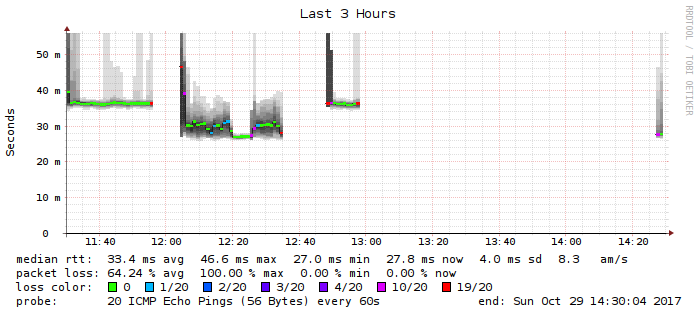 Last 3 Hours
RRDTOOL / TOBI OETIKER
Seconds
50 m
40 m
30 m
20 m
10 m
0
11:40 12:00 12:20 12:40 13:00 13:20 13:40 14:00 14:20
median rtt: 33.4 ms avg 46.6 ms max 27.0 ms min 27.8 ms now 4.0 ms sd 8.3 am/s
packet loss: 64.24 % avg 100.00 % max 0.00 % min 0.00 % now
loss color: 0 1/20 2/20 3/20 4/20 10/20 19/20
probe: 20 ICMP Echo Pings (56 Bytes) every 60s end: Sun Oct 29 14:30:04 2017